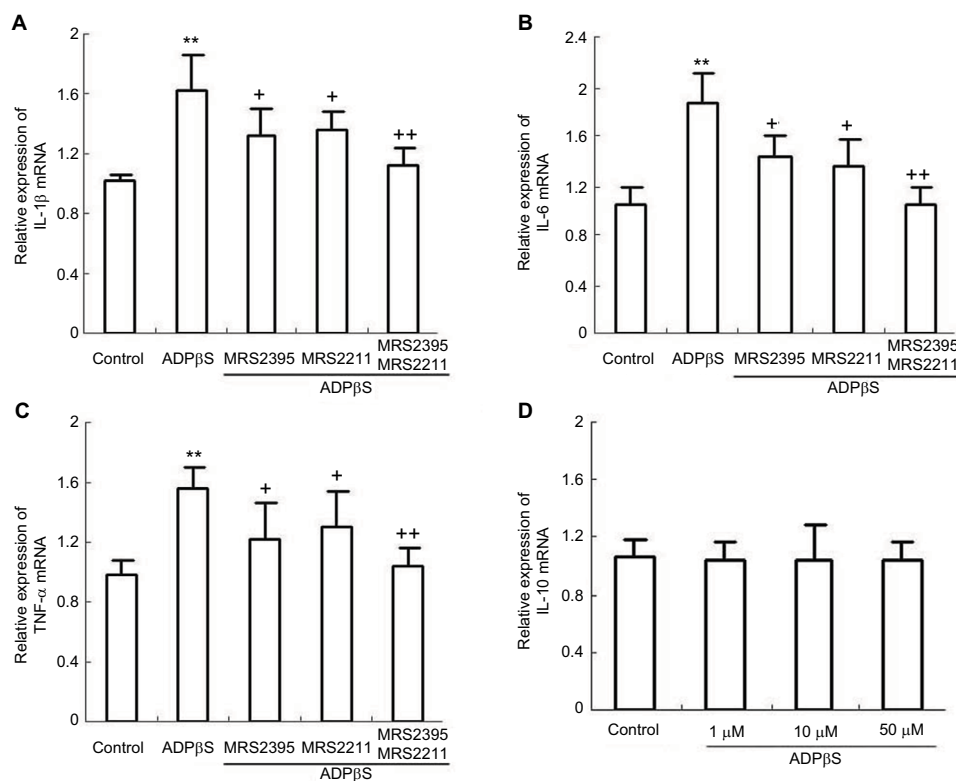 A
Relative expression of
IL-1β mRNA
2
1.6
1.2
0.8
0.4
0
**
+
+
++
Control
ADPβS
MRS2395
MRS2211
MRS2395
MRS2211
ADPβS
B
Relative expression of
IL-6 mRNA
2.4
2
1.6
1.2
0.8
0.4
0
**
+
+
++
Control
ADPβS
MRS2395
MRS2211
MRS2395
MRS2211
ADPβS
C
Relative expression of
TNF-α mRNA
2
1.6
1.2
0.8
0.4
0
**
+
+
++
Control
ADPβS
MRS2395
MRS2211
MRS2395
MRS2211
ADPβS
D
Relative expression of
IL-10 mRNA
2
1.6
1.2
0.8
0.4
0
Control
1 μM
10 μM
50 μM
ADPβS